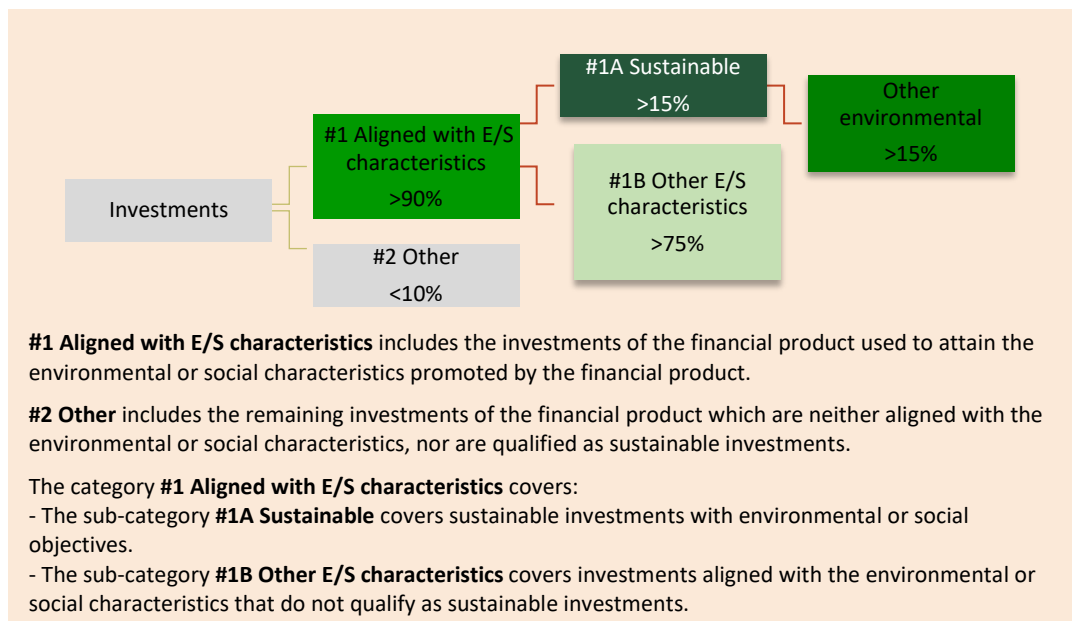 #1A Sustainable
>15%
Other
environmental
>15%
#1 Aligned with E/S
characteristics
>90%
#1B Other E/S
characteristics
>75%
Investments
#2 Other
<10%
#1 Aligned with E/S characteristics includes the investments of the financial product used to attain the
environmental or social characteristics promoted by the financial product.
#2 Other includes the remaining investments of the financial product which are neither aligned with the
environmental or social characteristics, nor are qualified as sustainable investments.
The category #1 Aligned with E/S characteristics covers:
- The sub-category #1A Sustainable covers sustainable investments with environmental or social
objectives.
- The sub-category #1B Other E/S characteristics covers investments aligned with the environmental or
social characteristics that do not qualify as sustainable investments.